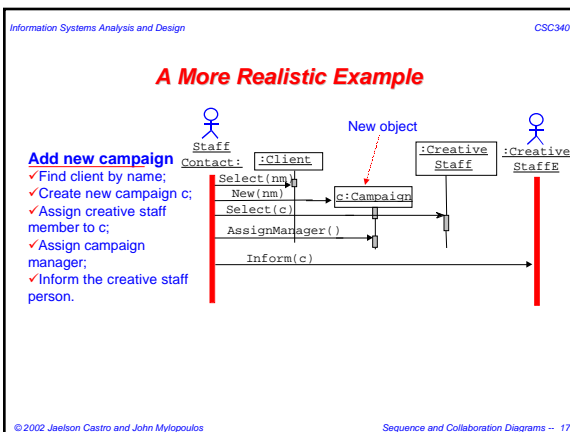 Information Systems Analysis and Design
CSC340
A More Realistic Example
Add new campaign
✓Find client by name;
✓Create new campaign c;
✓Assign creative staff
member to c;
✓Assign campaign
manager;
✓Inform the creative staff
person.
Staff
Contact:
:Client
New object
c:Campaign
:Creative
Staff
:Creative
StaffE
Select(nm)
New(nm)
Select(c)
AssignManager()
Inform(c)
© 2002 Jaelson Castro and John Mylopoulos
Sequence and Collaboration Diagrams -- 17